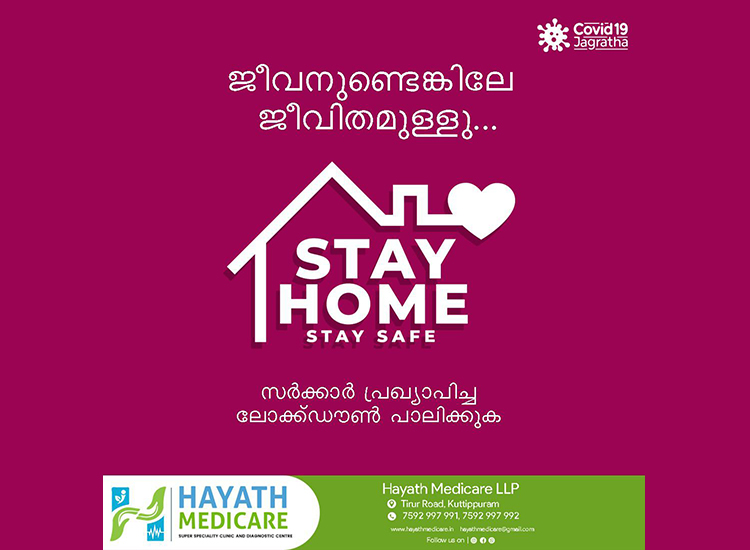 Covid19
Jagratha
ജീവനുണ്ടെങ്കിലേ
ജീവിതമുള്ളു...
STAY
HOME
STAY SAFE
സർക്കാർ പ്രഖ്യാപിച്ച
ലോക്ക്ഡൗൺ പാലിക്കുക
HAYATH
MEDICARE
SUPER SPECIALITY CLINIC AND DIAGNOSTIC CENTRE
Hayath Medicare LLP
Tirur Road, Kuttippuram
7592 997 991, 7592 997 992
www.hayathmedicare.in hayathmedicare@gmail.com
Follow us on |